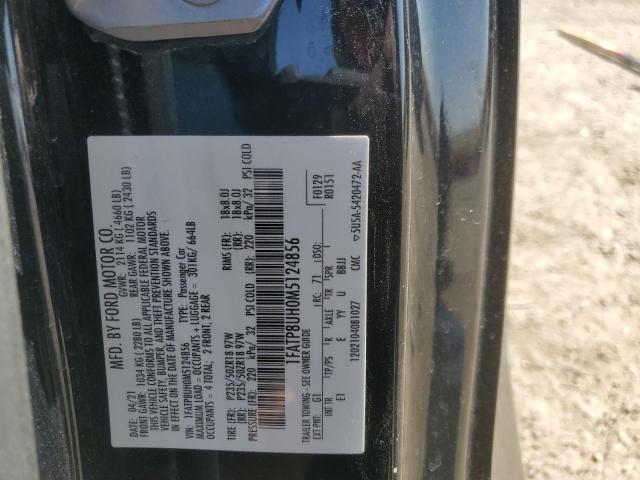 MFD. BY FORD MOTOR CO.
04/21 GVWR: 2114 KG ( 4660 LB)
FRONT GAWR: 1034 KG ( 2280 LB) REAR GAWR: 1102 KG ( 2430 LB)
THIS VEHICLE CONFORMS TO ALL APPLICABLE FEDERAL MOTOR
VEHICLE SAFETY, BUMPER, AND THEFT PREVENTION STANDARDS
IN EFFECT ON THE DATE OF MANUFACTURE SHOWN ABOVE.
VIN: 1FATP8UH0M5124856 TYPE: Passenger Car
MAXIMUM LOAD = OCCUPANTS + LUGGAGE = 301KG/ 664LB
OCCUPANTS = 4 TOTAL: 2 FRONT, 2 REAR
TIRE (FR): P235/50ZR18 97W RIMS (FR): 18x8.0J
(RR): P235/50ZR18 97W (RR): 18x8.0J
PRESSURE (FR): 220 kPa/ 32 PSI COLD (RR): 220 kPa/ 32 PSI COLD
1FATP8UH0M5124856
TRAILER TOWING - SEE OWNER GUIDE F0129
EXT PNT: G1 RC: 71 DSO: R0151
TP/PS R AXLE TR SPR
E1 E YY U BBJJ
1202104081027 CMC ▽5U5A-5420472-AA